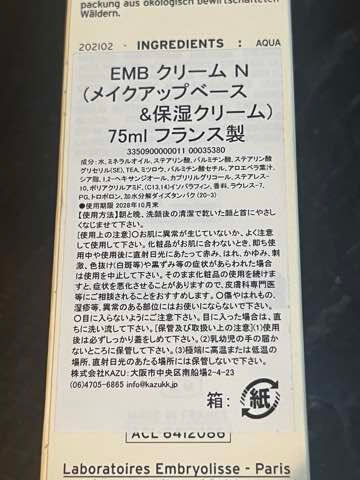 packung aus ökologisch bewirtschafteten
Wäldern.
202102 · INGREDIENTS : AQUA
EMB クリーム N
(メイクアップベース
&保湿クリーム)
75ml フランス製
3350900000011 00035380
成分:水,ミネラルオイル,ステアリン酸,パルミチン酸,ステアリン酸
グリセリル(SE),TEA,ミツロウ,パルミチン酸セチル,アロエベラ葉汁,
シア脂,1,2-ヘキサンジオール,カプリリルグリコール,ステアレス-
10,ポリアクリルアミド,(C13,14)イソパラフィン,香料,ラウレス-7,
PG,トロポロン,加水分解ダイズタンパク(20-3)
●使用期限 2028年10月末
【使用方法】朝と晩、洗顔後の清潔で乾いた顔と首にやさし
くなじませて下さい。
【使用上の注意】〇お肌に異常が生じていないか、よく注意
して使用して下さい。化粧品がお肌に合わないとき、即ち使
用中や使用後に直射日光にあたって赤み、はれ、かゆみ、刺
激、色抜け(白斑等)や黒ずみ等の症状があらわれた場合
は使用を中止して下さい。そのまま化粧品の使用を続けま
すと、症状を悪化させることがありますので、皮膚科専門医
等にご相談されることをおすすめします。〇傷やはれもの、
湿疹等、異常のある部位にはお使いにならないで下さい。
〇目に入らないようにご注意下さい。目に入った場合は、直
ちに洗い流して下さい。【保管及び取扱い上の注意】(1)使用
後は必ずしっかり蓋をしめて下さい。(2)乳幼児の手の届か
ないところに保管して下さい。(3)極端に高温または低温の
場所、直射日光のあたる場所には保管しないで下さい。
株式会社KAZU:大阪市中央区南船場2-4-23
(06)4705-6865 info@kazukk.jp
箱: 紙
ACL 6412086
Laboratoires Embryolisse - Paris